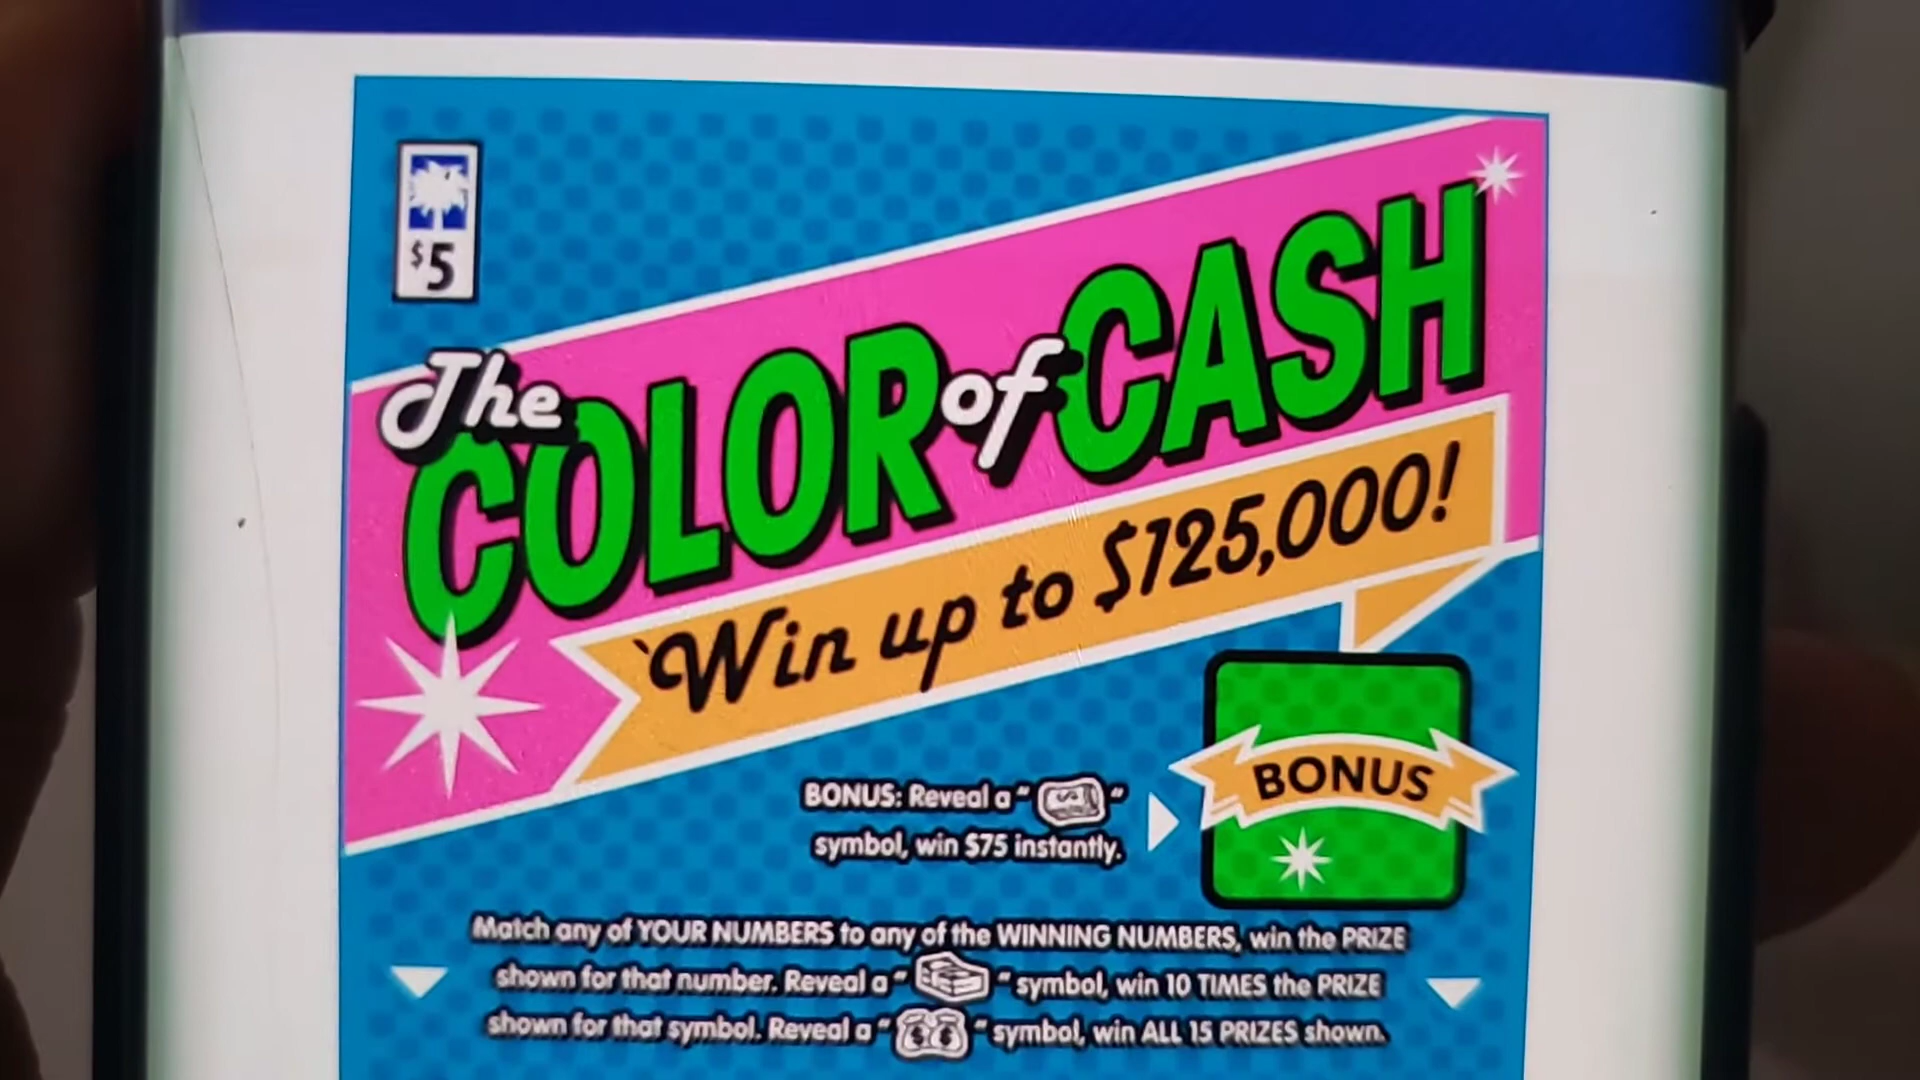 $5
The
COLOR of CASH
Win up to $125,000!
BONUS
BONUS: Reveal a " "
symbol, win $75 instantly.
Match any of YOUR NUMBERS to any of the WINNING NUMBERS, win the PRIZE
shown for that number. Reveal a " " symbol, win 10 TIMES the PRIZE
shown for that symbol. Reveal a " " symbol, win ALL 15 PRIZES shown.